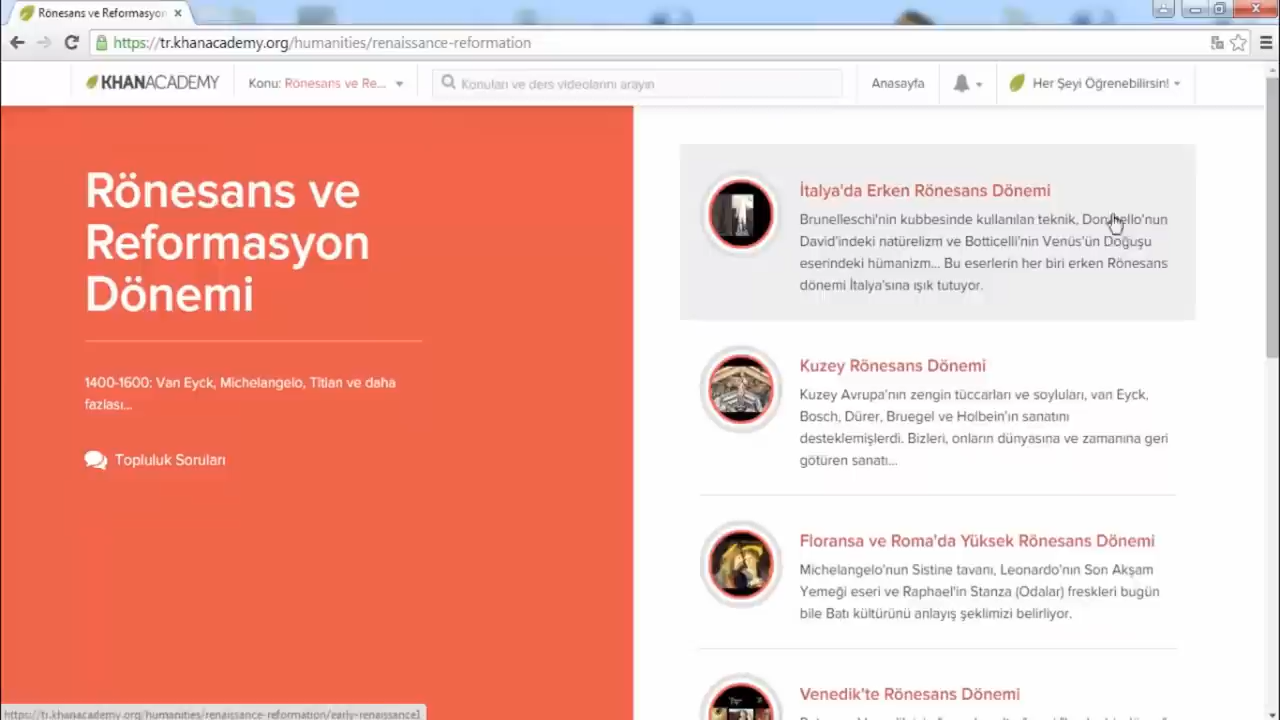 Rönesans ve Reformasyon
https://tr.khanacademy.org/humanities/renaissance-reformation
KHANACADEMY
Konu: Rönesans ve Re...
Konuları ve ders videolarını arayın
Anasayfa
Her Şeyi Öğrenebilirsin!
Rönesans ve
Reformasyon
Dönemi
1400-1600: Van Eyck, Michelangelo, Titian ve daha
fazlası...
Topluluk Soruları
İtalya'da Erken Rönesans Dönemi
Brunelleschi'nin kubbesinde kullanılan teknik, Donatello'nun
David'indeki natürelizm ve Botticelli'nin Venüs'ün Doğuşu
eserindeki hümanizm... Bu eserlerin her biri erken Rönesans
dönemi İtalya'sına ışık tutuyor.
Kuzey Rönesans Dönemi
Kuzey Avrupa'nın zengin tüccarları ve soyluları, van Eyck,
Bosch, Dürer, Bruegel ve Holbein'ın sanatını
desteklemişlerdi. Bizleri, onların dünyasına ve zamanına geri
götüren sanatı...
Floransa ve Roma'da Yüksek Rönesans Dönemi
Michelangelo'nun Sistine tavanı, Leonardo'nın Son Akşam
Yemeği eseri ve Raphael'in Stanza (Odalar) freskleri bugün
bile Batı kültürünü anlayış şeklimizi belirliyor.
Venedik'te Rönesans Dönemi
https://tr.khanacademy.org/humanities/renaissance-reformation/early-renaissance1